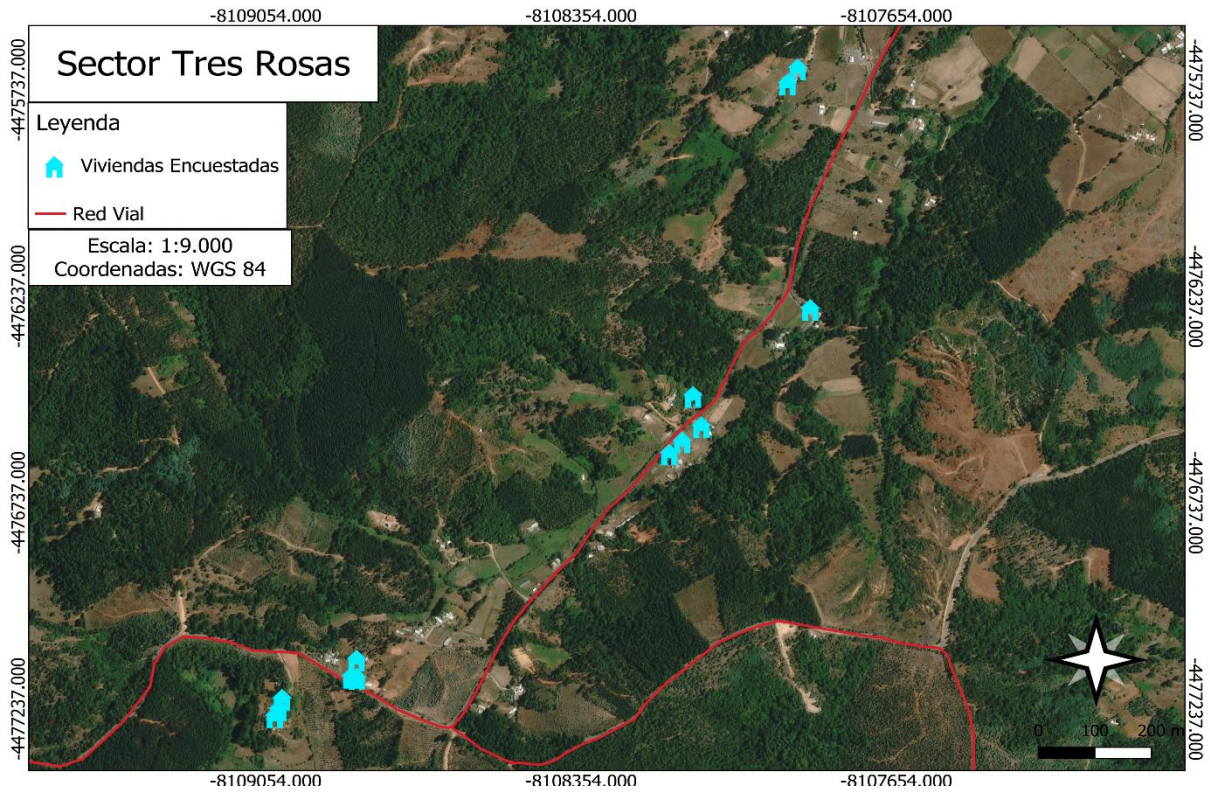 -8109054.000
-8108354.000
-8107654.000
Sector Tres Rosas
Leyenda
Viviendas Encuestadas
Red Vial
Escala: 1:9.000
Coordenadas: WGS 84
-4475737.000
-4476237.000
-4476737.000
-4477237.000
-4475737.000
-4476237.000
-4476737.000
-4477237.000
0 100 200 m
-8109054.000
-8108354.000
-8107654.000